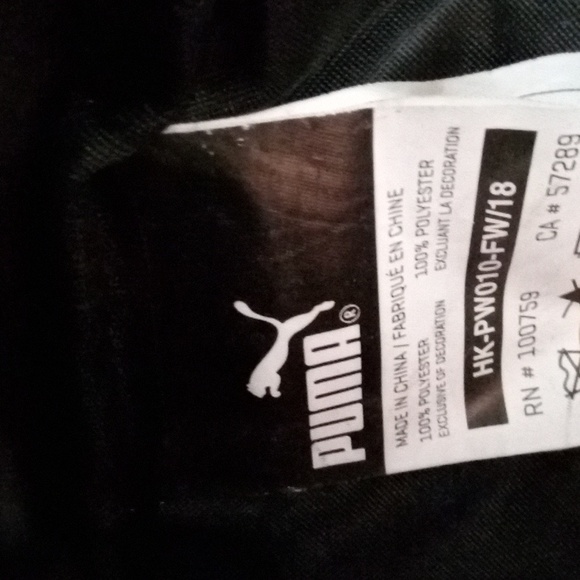 PUMA®
MADE IN CHINA / FABRIQUÉ EN CHINE
100% POLYESTER 100% POLYESTER
EXCLUSIVE OF DECORATION EXCLUANT LA DECORATION
HK-PW010-FW/18
RN # 100759 CA # 57289